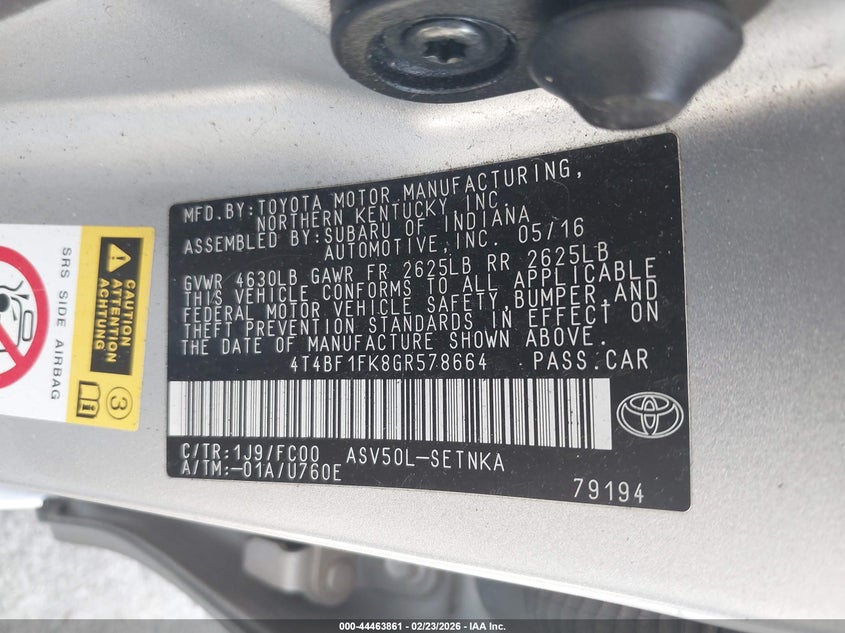 MFD.BY:TOYOTA MOTOR MANUFACTURING,
NORTHERN KENTUCKY INC.
ASSEMBLED BY:SUBARU OF INDIANA
AUTOMOTIVE,INC. 05/16
GVWR 4630LB GAWR FR 2625LB RR 2625LB
THIS VEHICLE CONFORMS TO ALL APPLICABLE
FEDERAL MOTOR VEHICLE SAFETY,BUMPER,AND
THEFT PREVENTION STANDARDS IN EFFECT ON
THE DATE OF MANUFACTURE SHOWN ABOVE.
4T4BF1FK8GR578664 PASS.CAR
C/TR:1J9/FC00 ASV50L-SETNKA
A/TM:-01A/U760E
79194
CAUTION
ATTENTION
ACHTUNG
SRS SIDE AIRBAG
3
000-44463861 - 02/23/2026 - IAA Inc.